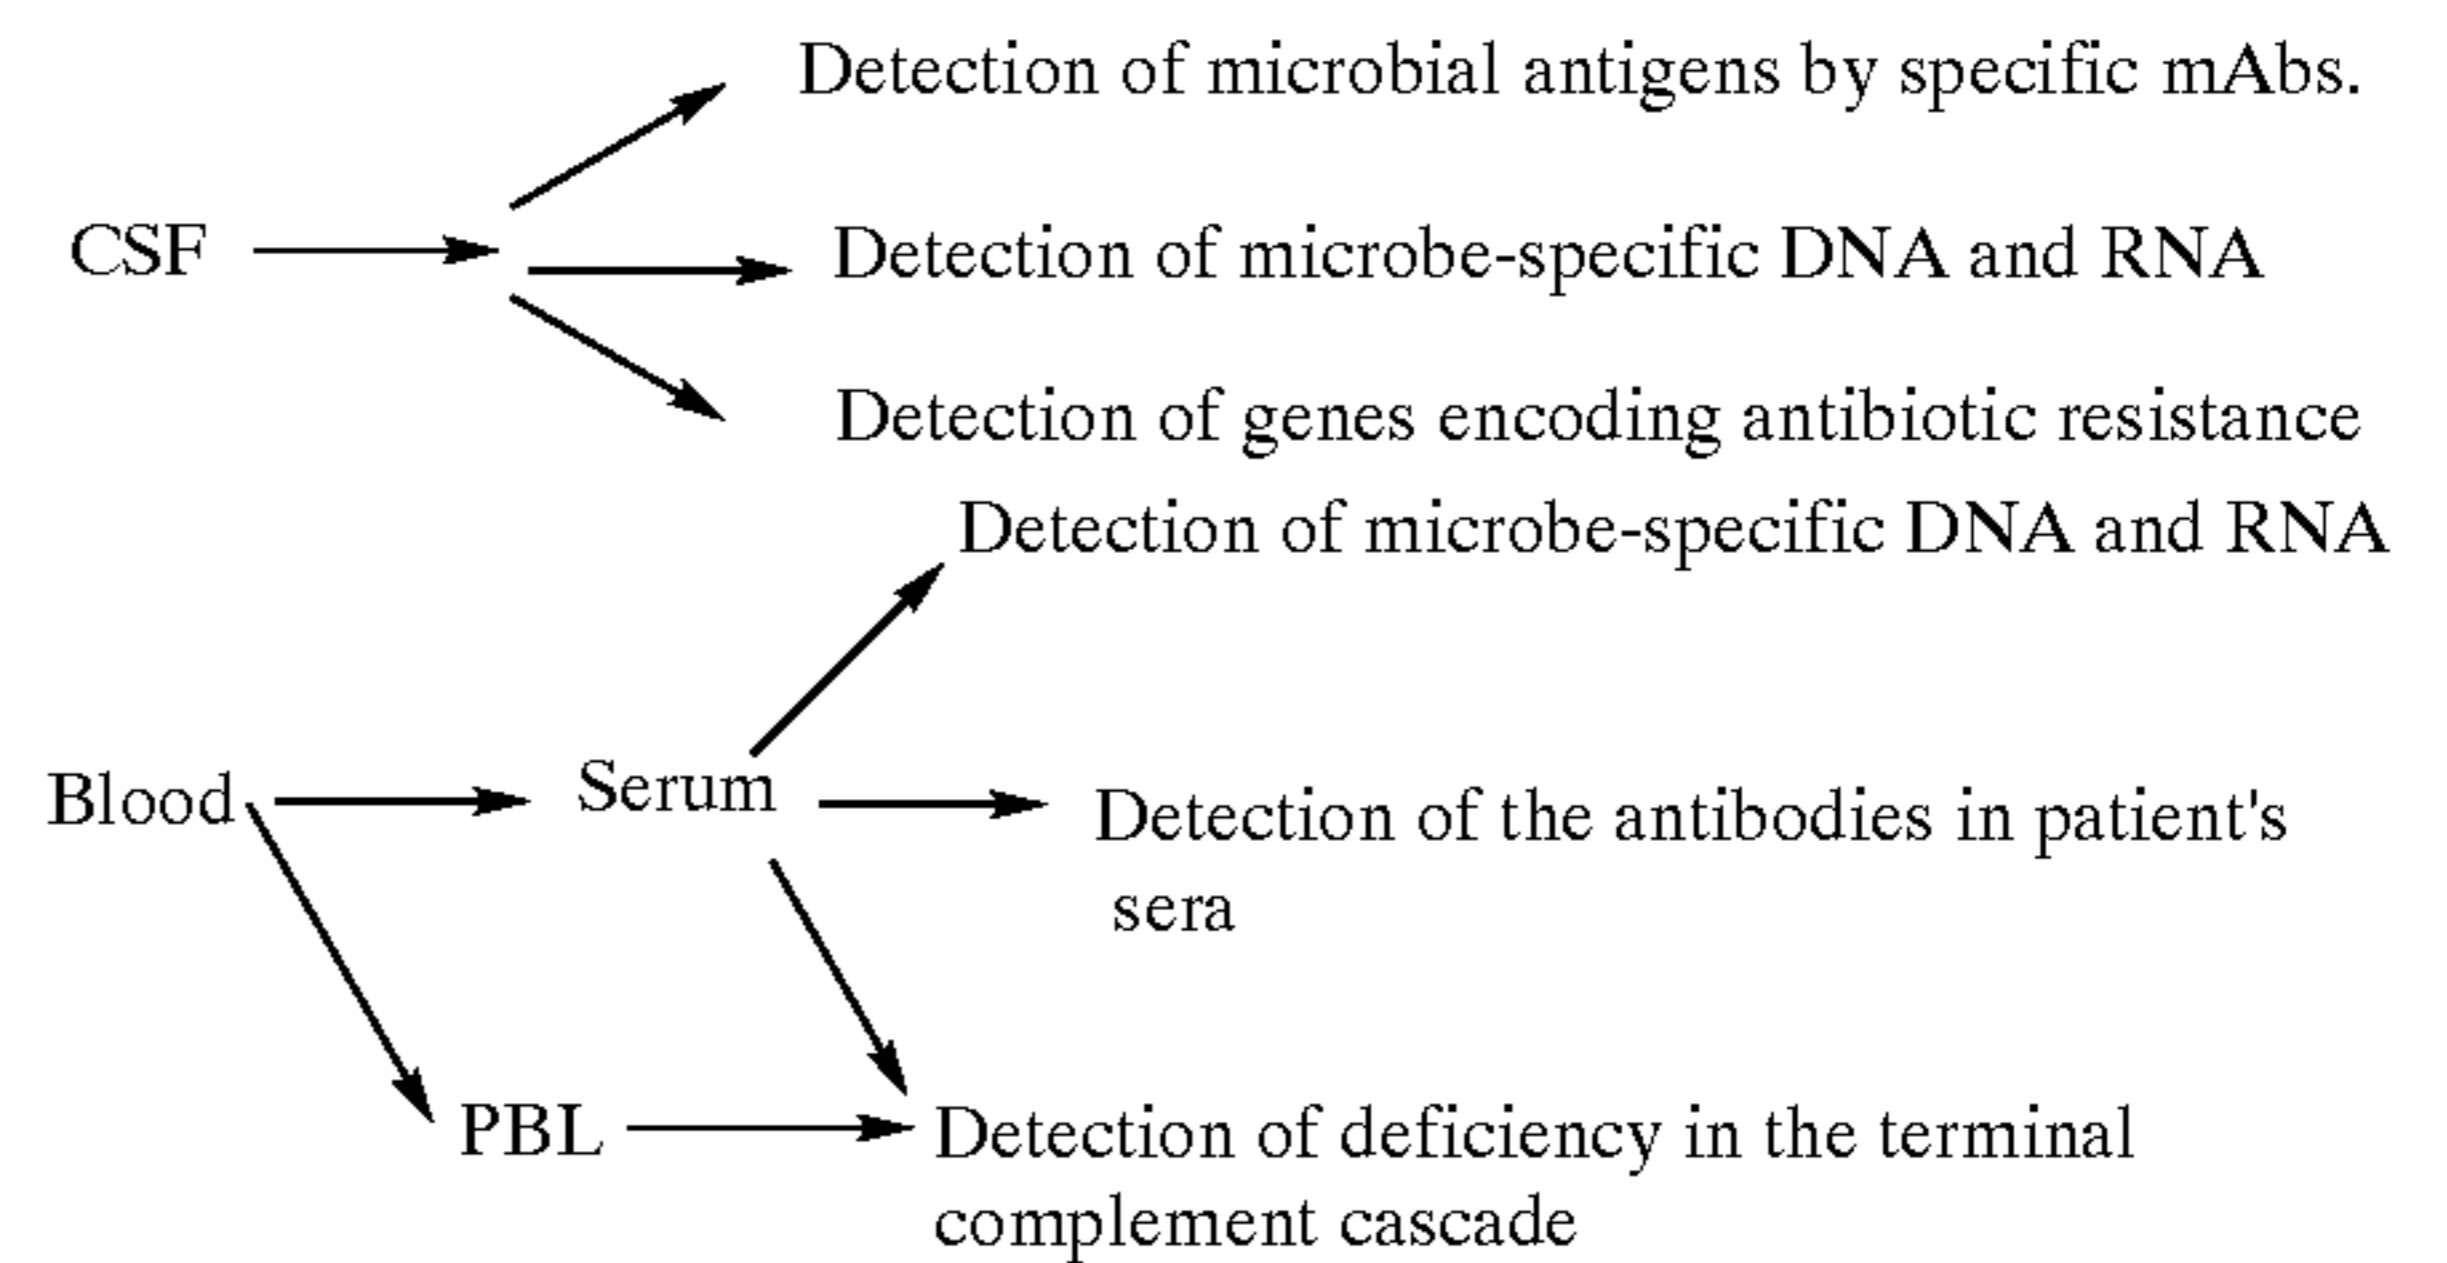 Detection of microbial antigens by specific mAbs.
CSF
Detection of microbe-specific DNA and RNA
Detection of genes encoding antibiotic resistance
Detection of microbe-specific DNA and RNA
Blood
Serum
Detection of the antibodies in patient's
sera
PBL
Detection of deficiency in the terminal
complement cascade